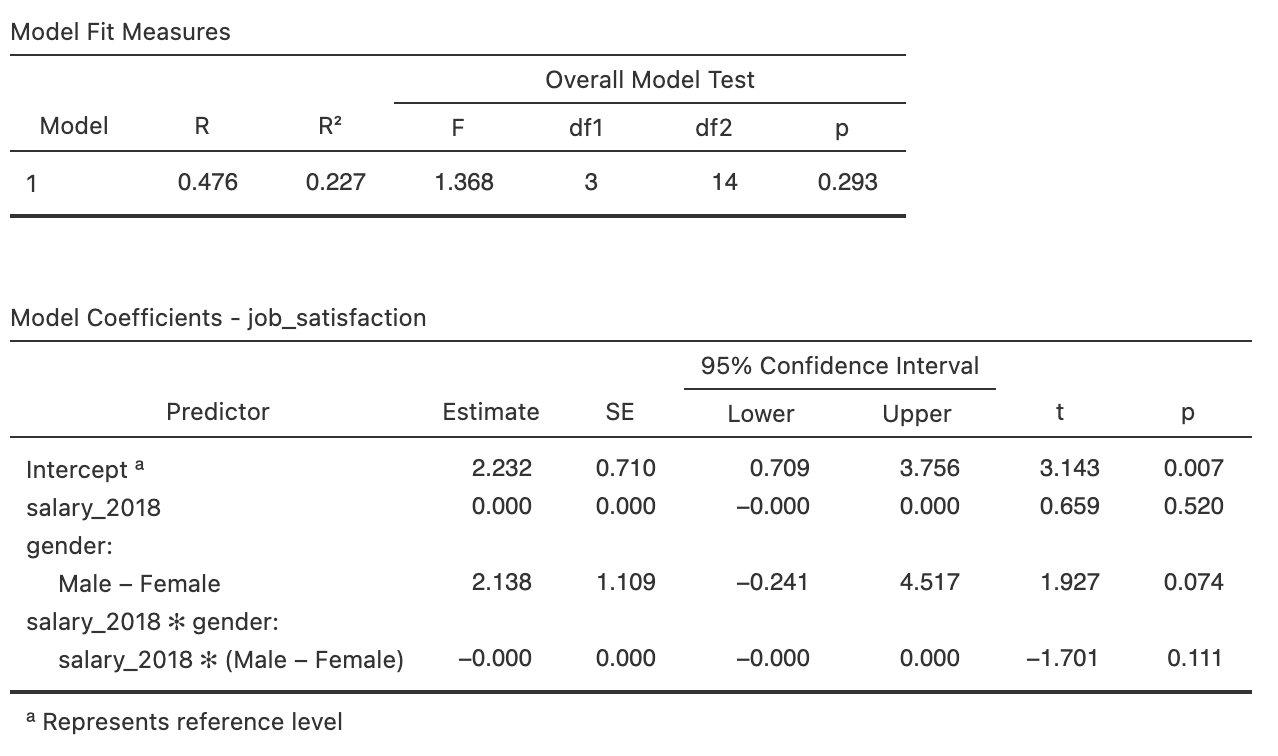 Model Fit Measures
Overall Model Test
Model R R² F df1 df2 p
1 0.476 0.227 1.368 3 14 0.293
Model Coefficients - job_satisfaction
95% Confidence Interval
Predictor Estimate SE Lower Upper t p
Intercept ᵃ 2.232 0.710 0.709 3.756 3.143 0.007
salary_2018 0.000 0.000 −0.000 0.000 0.659 0.520
gender:
Male – Female 2.138 1.109 −0.241 4.517 1.927 0.074
salary_2018 ✻ gender:
salary_2018 ✻ (Male – Female) −0.000 0.000 −0.000 0.000 −1.701 0.111
ᵃ Represents reference level